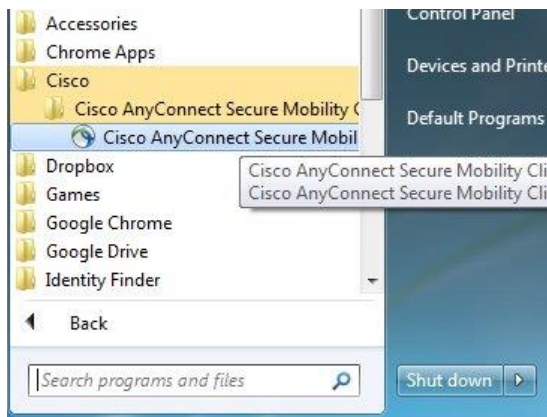 Accessories
Chrome Apps
Cisco
Cisco AnyConnect Secure Mobility
Cisco AnyConnect Secure Mobil
Dropbox
Games
Google Chrome
Google Drive
Identity Finder
Back
Search programs and files
Control Panel
Devices and Printe
Default Programs
Cisco AnyConnect Secure Mobility Cli
Cisco AnyConnect Secure Mobility Cli
Shut down